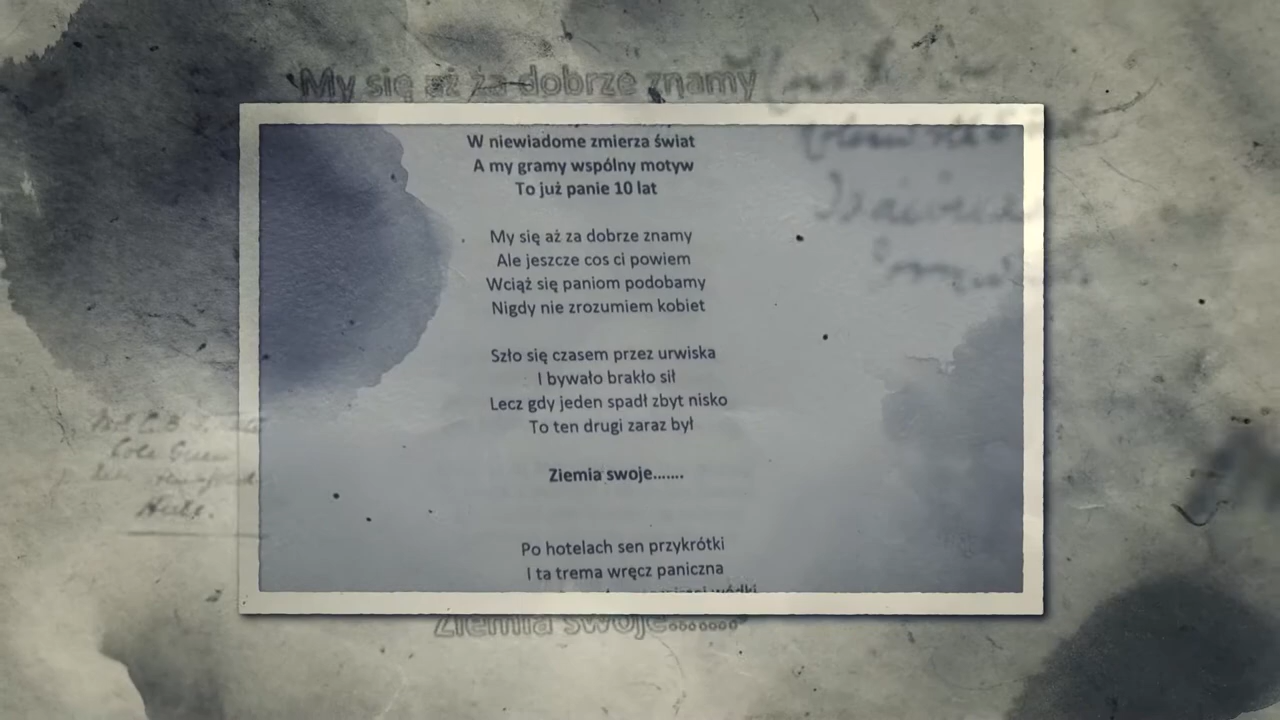 My się aż za dobrze znamy
W niewiadome zmierza świat
A my gramy wspólny motyw
To już panie 10 lat
My się aż za dobrze znamy
Ale jeszcze cos ci powiem
Wciąż się paniom podobamy
Nigdy nie zrozumiem kobiet
Szło się czasem przez urwiska
I bywało brakło sił
Lecz gdy jeden spadł zbyt nisko
To ten drugi zaraz był
Ziemia swoje.......
Po hotelach sen przykrótki
I ta trema wręcz paniczna
wódki
Ziemia swoje.......